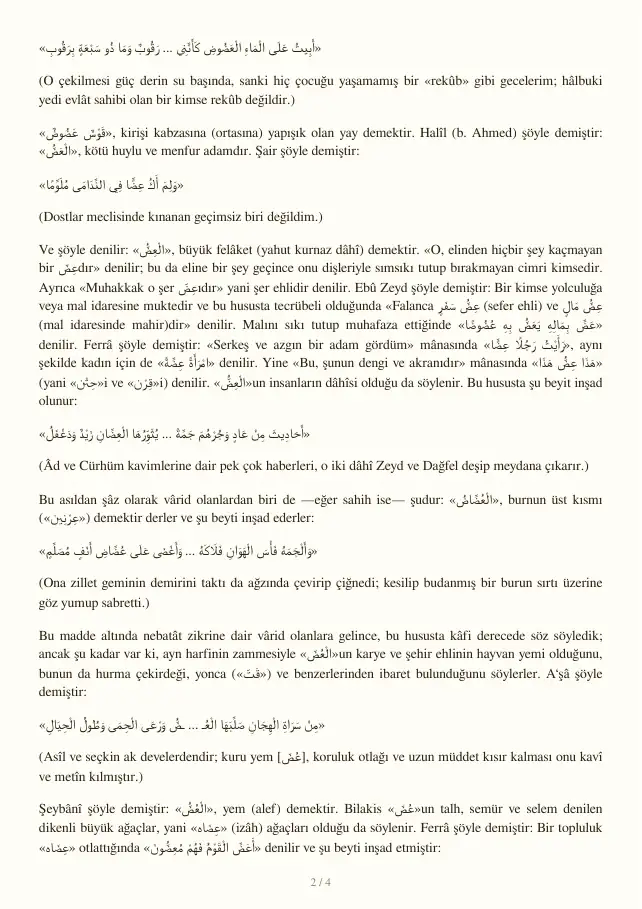 «أَبِيتُ عَلَى الْمَاءِ الْعَضُوضِ كَأَنَّنِي ... رَقُوبٌ وَمَا ذُو سَبْعَةٍ بِرَقُوبِ»
(O çekilmesi güç derin su başında, sanki hiç çocuğu yaşamamış bir «rekûb» gibi gecelerim; hâlbuki
yedi evlât sahibi olan bir kimse rekûb değildir.)
«قَوْسٌ عَضُوضٌ», kirişi kabzasına (ortasına) yapışık olan yay demektir. Halîl (b. Ahmed) şöyle demiştir:
«الْعَضُّ», kötü huylu ve menfur adamdır. Şair şöyle demiştir:
«وَلِمَ أَكُ عِضًّا فِي النَّدَامَى مُلَوَّمًا»
(Dostlar meclisinde kınanan geçimsiz biri değildim.)
Ve şöyle denilir: «الْعِضُّ», büyük felâket (yahut kurnaz dâhî) demektir. «O, elinden hiçbir şey kaçmayan
bir عِضّdır» denilir; bu da eline bir şey geçince onu dişleriyle sımsıkı tutup bırakmayan cimri kimsedir.
Ayrıca «Muhakkak o şer عِضّıdır» yani şer ehlidir denilir. Ebû Zeyd şöyle demiştir: Bir kimse yolculuğa
veya mal idaresine muktedir ve bu hususta tecrübeli olduğunda «Falanca عِضُّ سَفَرٍ (sefer ehli) ve عِضُّ مَالٍ
(mal idaresinde mahir)dir» denilir. Malını sıkı tutup muhafaza ettiğinde «عَضَّ بِمَالِهِ يَعَضُّ بِهِ عُضُوضًا»
denilir. Ferrâ şöyle demiştir: «Serkeş ve azgın bir adam gördüm» mânasında «رَأَيْتُ رَجُلًا عِضًّا», aynı
şekilde kadın için de «امْرَأَةٌ عِضَّةٌ» denilir. Yine «Bu, şunun dengi ve akranıdır» mânasında «هَذَا عِضُّ هَذَا»
(yani «حِتْن»i ve «قِرْن»i) denilir. «الْعِضُّ»un insanların dâhîsi olduğu da söylenir. Bu hususta şu beyit inşad
olunur:
«أَحَادِيثَ مِنْ عَادٍ وَجُرْهُمَ جَمَّةً ... يُثَوِّرُهَا الْعِضَّانِ زَيْدٌ وَدَغْفَلُ»
(Âd ve Cürhüm kavimlerine dair pek çok haberleri, o iki dâhî Zeyd ve Dağfel deşip meydana çıkarır.)
Bu asıldan şâz olarak vârid olanlardan biri de —eğer sahih ise— şudur: «الْعُضَّاضُ», burnun üst kısmı
(«عِرْنِين») demektir derler ve şu beyti inşad ederler:
«وَأَلْجَمَهُ فَأْسَ الْهَوَانِ فَلَاكَهُ ... وَأَغْضَى عَلَى عُضَّاضِ أَنْفٍ مُصَلَّمِ»
(Ona zillet geminin demirini taktı da ağzında çevirip çiğnedi; kesilip budanmış bir burun sırtı üzerine
göz yumup sabretti.)
Bu madde altında nebatât zikrine dair vârid olanlara gelince, bu hususta kâfi derecede söz söyledik;
ancak şu kadar var ki, ayn harfinin zammesiyle «الْعُضّ»un karye ve şehir ehlinin hayvan yemi olduğunu,
bunun da hurma çekirdeği, yonca («قَتّ») ve benzerlerinden ibaret bulunduğunu söylerler. A‘şâ şöyle
demiştir:
«مِنْ سَرَاةِ الْهِجَانِ صَلَّبَهَا الْعُـ ... ـضُّ وَرَعْيُ الْحِمَى وَطُولُ الْحِيَالِ»
(Asîl ve seçkin ak develerdendir; kuru yem [عُضّ], koruluk otlağı ve uzun müddet kısır kalması onu kavî
ve metîn kılmıştır.)
Şeybânî şöyle demiştir: «الْعُضُّ», yem (alef) demektir. Bilakis «عُضّ»un talh, semür ve selem denilen
dikenli büyük ağaçlar, yani «عِضاه» (izâh) ağaçları olduğu da söylenir. Ferrâ şöyle demiştir: Bir topluluk
«عِضاه» otlattığında «أَعَضَّ الْقَوْمُ فَهُمْ مُعِضُّونَ» denilir ve şu beyti inşad etmiştir:
2 / 4